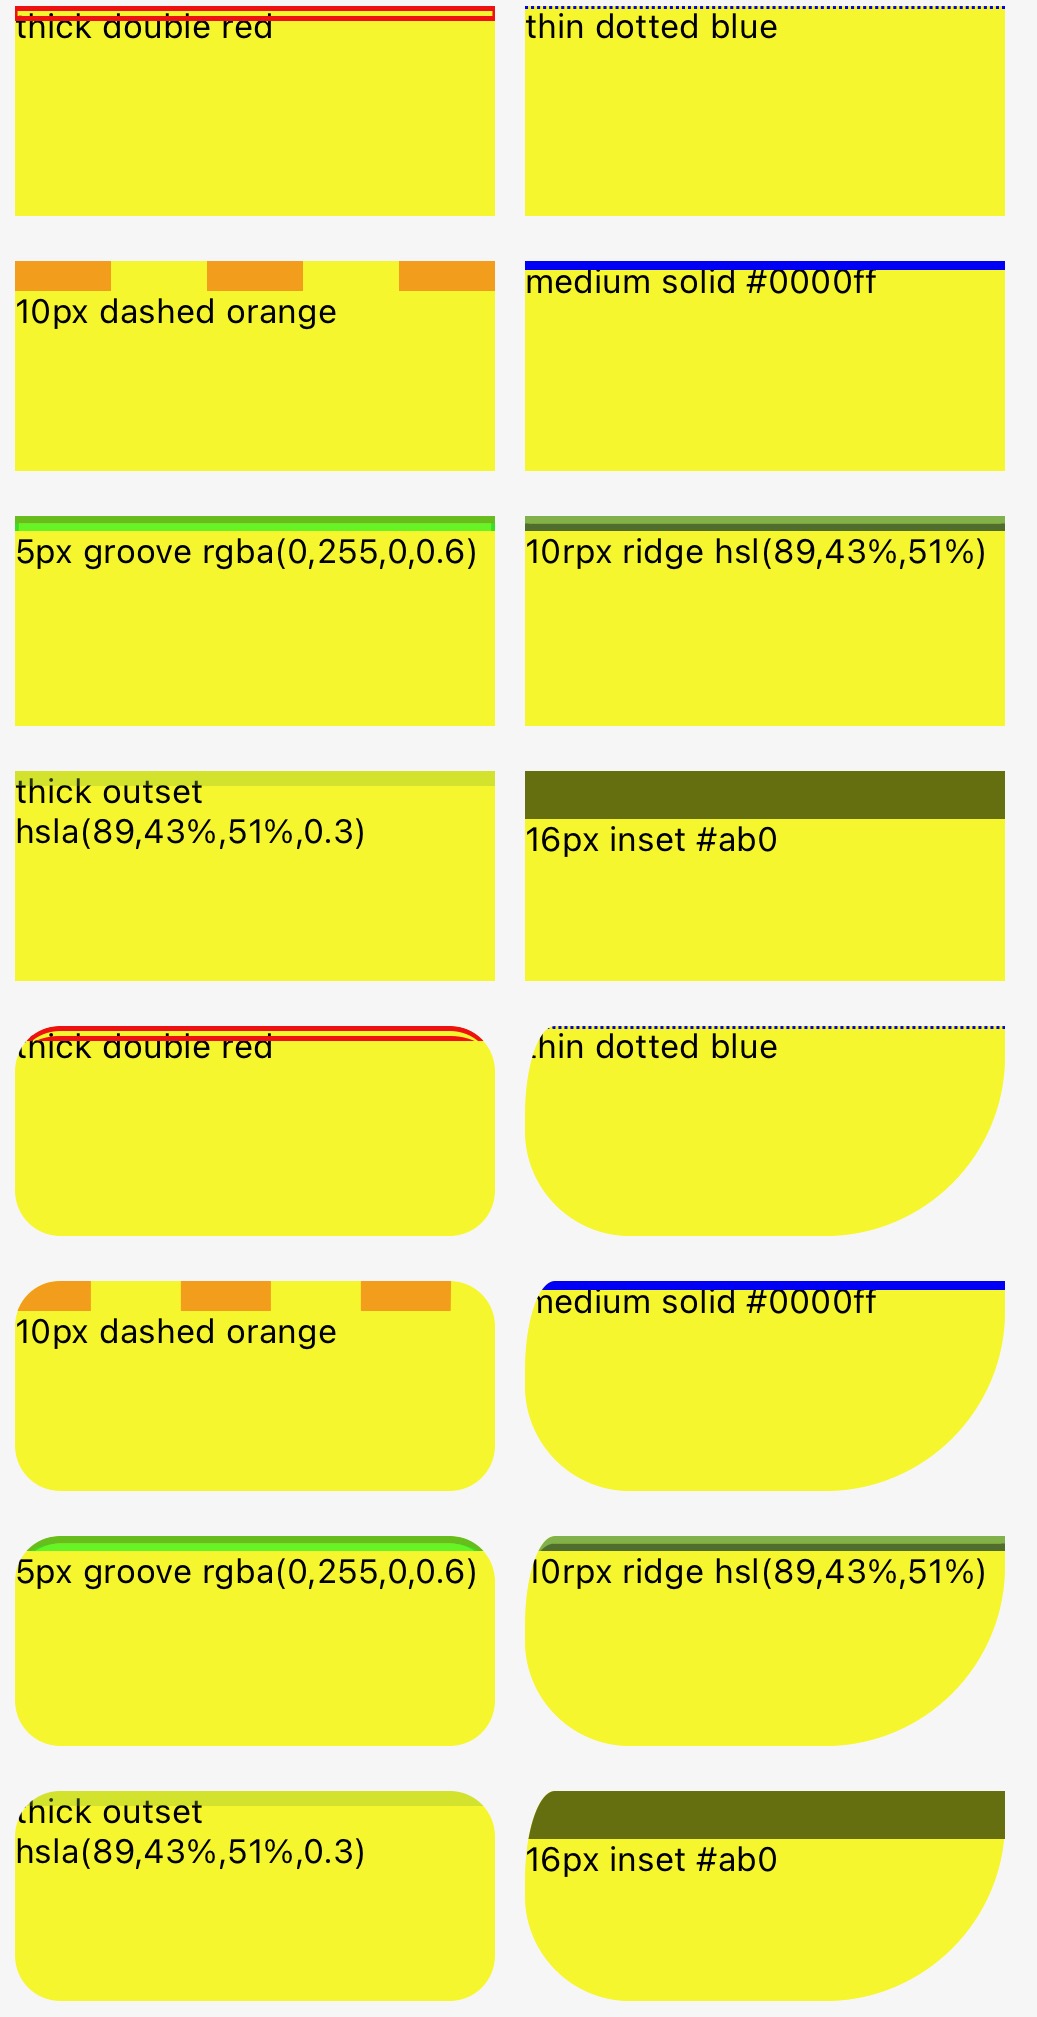 thick double red
thin dotted blue
10px dashed orange
medium solid #0000ff
5px groove rgba(0,255,0,0.6)
10rpx ridge hsl(89,43%,51%)
thick outset
hsla(89,43%,51%,0.3)
16px inset #ab0
thick double red
thin dotted blue
10px dashed orange
medium solid #0000ff
5px groove rgba(0,255,0,0.6)
10rpx ridge hsl(89,43%,51%)
thick outset
hsla(89,43%,51%,0.3)
16px inset #ab0